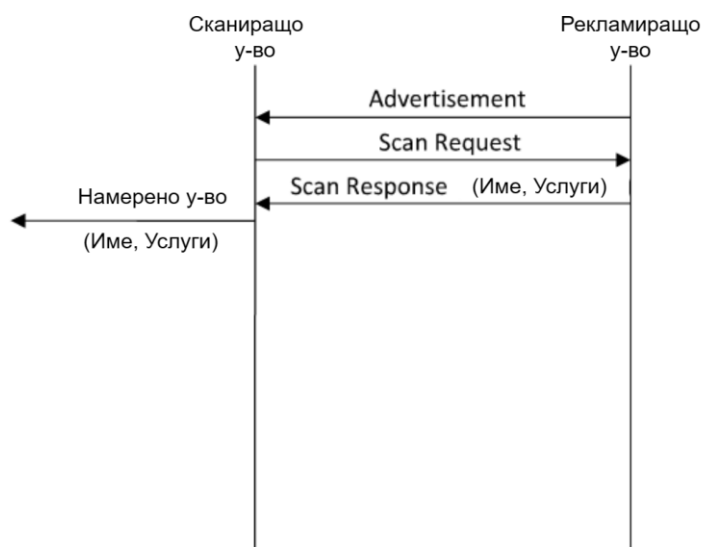 Сканиращо
у-во
Рекламиращо
у-во
Advertisement
Scan Request
Scan Response (Име, Услуги)
Намерено у-во
(Име, Услуги)